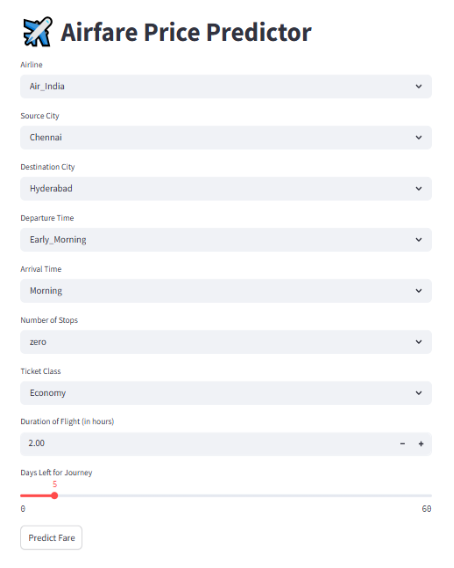 Airfare Price Predictor
Airline
Air_India
Source City
Chennai
Destination City
Hyderabad
Departure Time
Early_Morning
Arrival Time
Morning
Number of Stops
zero
Ticket Class
Economy
Duration of Flight (in hours)
2.00
Days Left for Journey
5
0 60
Predict Fare